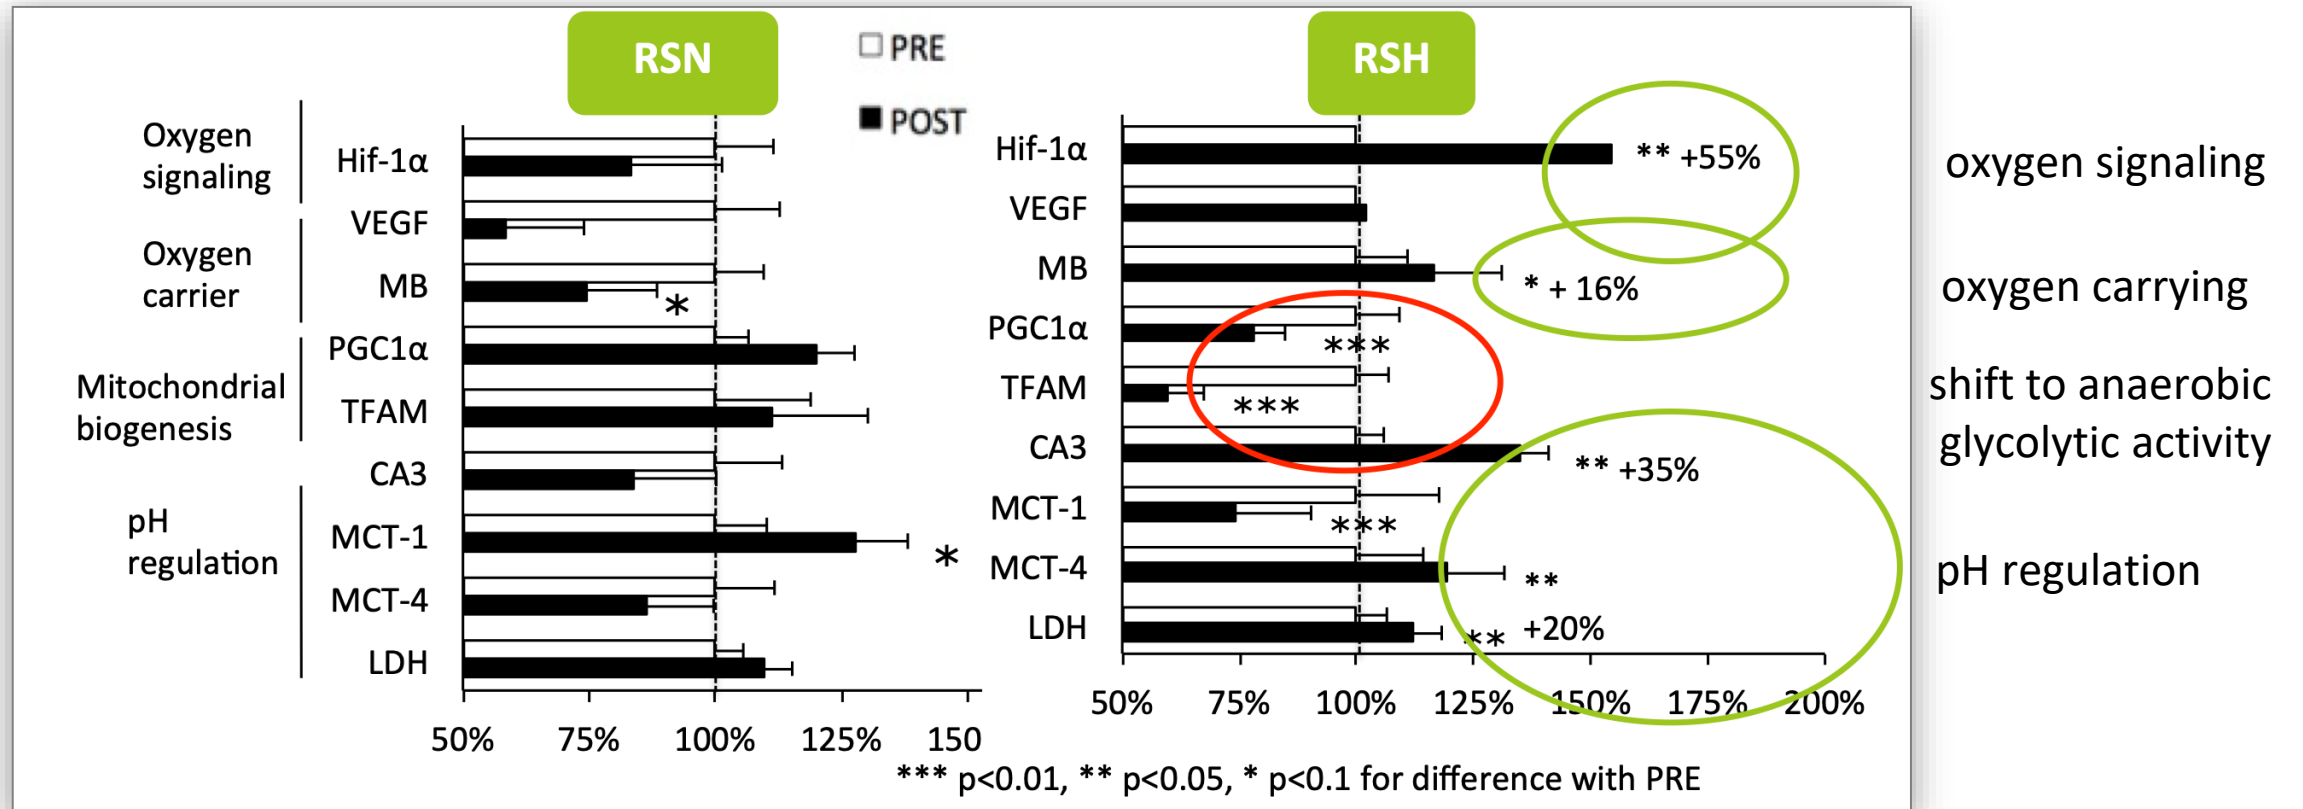 RSN
PRE
POST
RSH
Oxygen
signaling
Oxygen
carrier
Mitochondrial
biogenesis
pH
regulation
Hif-1α
VEGF
MB
*
PGC1α
TFAM
CA3
MCT-1
*
MCT-4
LDH
50% 75% 100% 125% 150
Hif-1α
** +55%
VEGF
MB
* + 16%
PGC1α
***
TFAM
***
CA3
** +35%
MCT-1
***
MCT-4
**
LDH
** +20%
50% 75% 100% 125% 150% 175% 200%
*** p<0.01, ** p<0.05, * p<0.1 for difference with PRE
oxygen signaling
oxygen carrying
shift to anaerobic
glycolytic activity
pH regulation